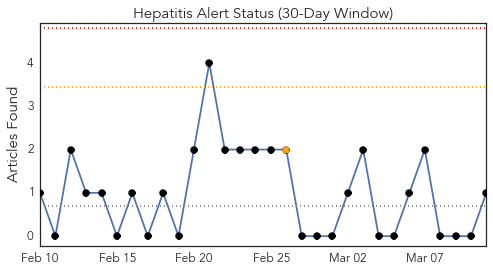 Hepatitis Alert Status (30-Day Window)
Articles Found
4
3
2
1
0
Feb 10
Feb 15
Feb 20
Feb 25
Mar 02
Mar 07